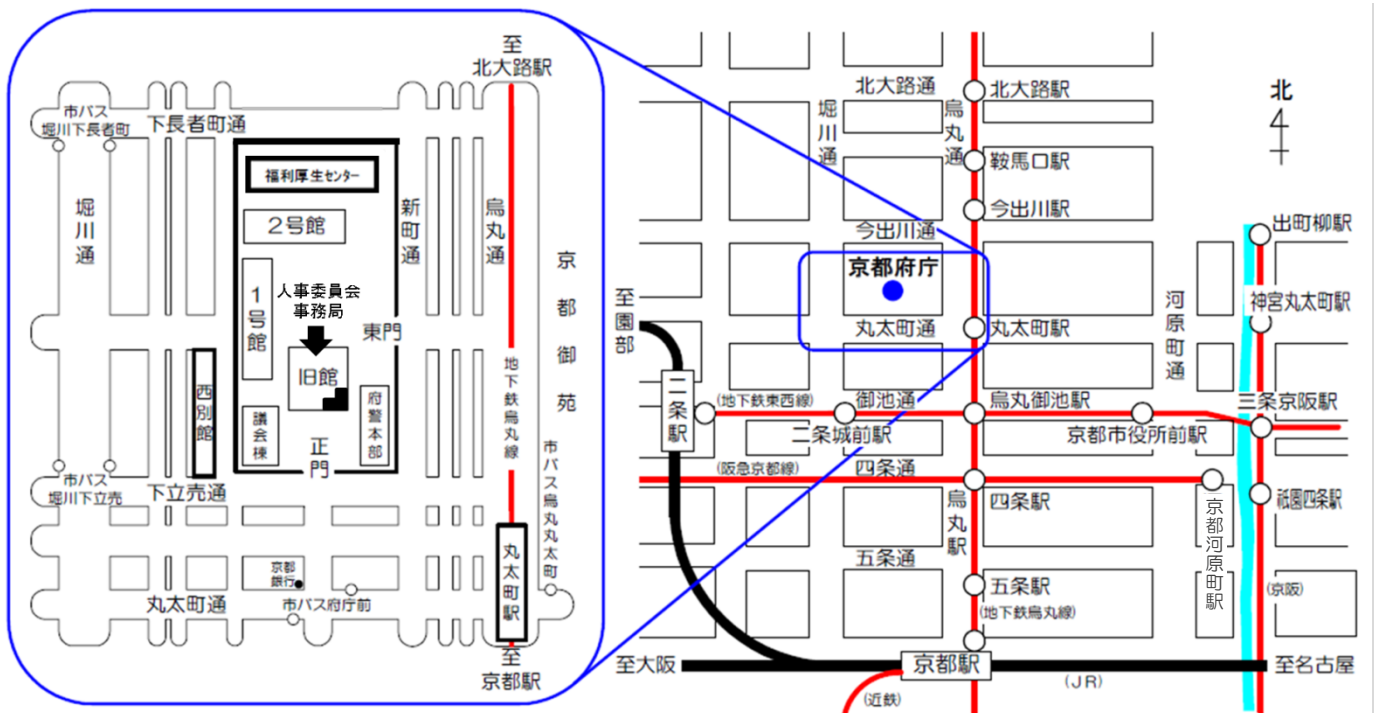 至
北大路駅
市バス
堀川下長者町
下長者町通
福利厚生センター
2号館
堀川通
新町通
烏丸通
京都御苑
1号館
人事委員会
事務局
東門
旧館
地下鉄烏丸線
西別館
議会棟
府警本部
正門
市バス
堀川下立売
下立売通
市バス烏丸丸太町
丸太町駅
京都
銀行
丸太町通
市バス府庁前
至
京都駅
北大路通
北大路駅
堀川通
烏丸通
北
鞍馬口駅
今出川駅
今出川通
出町柳駅
京都府庁
至園部
河原町通
神宮丸太町駅
丸太町通
丸太町駅
二条駅
(地下鉄東西線)
御池通
烏丸御池駅
三条京阪駅
二条城前駅
京都市役所前駅
(阪急京都線)
四条通
烏丸駅
四条駅
京都河原町駅
祇園四条駅
五条通
五条駅
(地下鉄烏丸線)
(京阪)
至大阪
京都駅
至名古屋
(JR)
(近鉄)